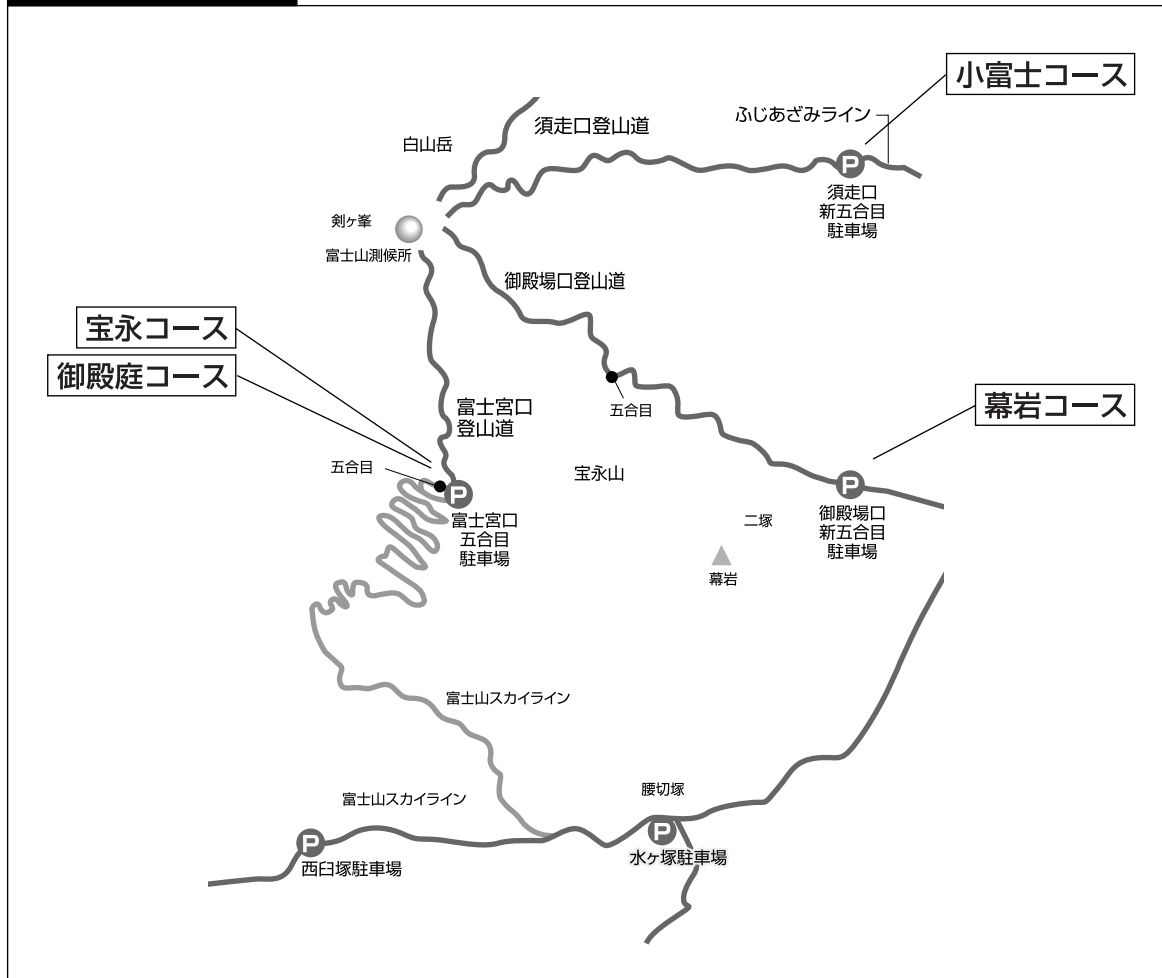 小富士コース
ふじあざみライン
須走口登山道
白山岳
須走口
新五合目
駐車場
剣ヶ峯
富士山測候所
御殿場口登山道
宝永コース
御殿庭コース
幕岩コース
富士宮口
登山道
五合目
五合目
宝永山
富士宮口
五合目
駐車場
二塚
御殿場口
新五合目
駐車場
幕岩
富士山スカイライン
富士山スカイライン
腰切塚
水ヶ塚駐車場
西臼塚駐車場
P
P
P
P
P